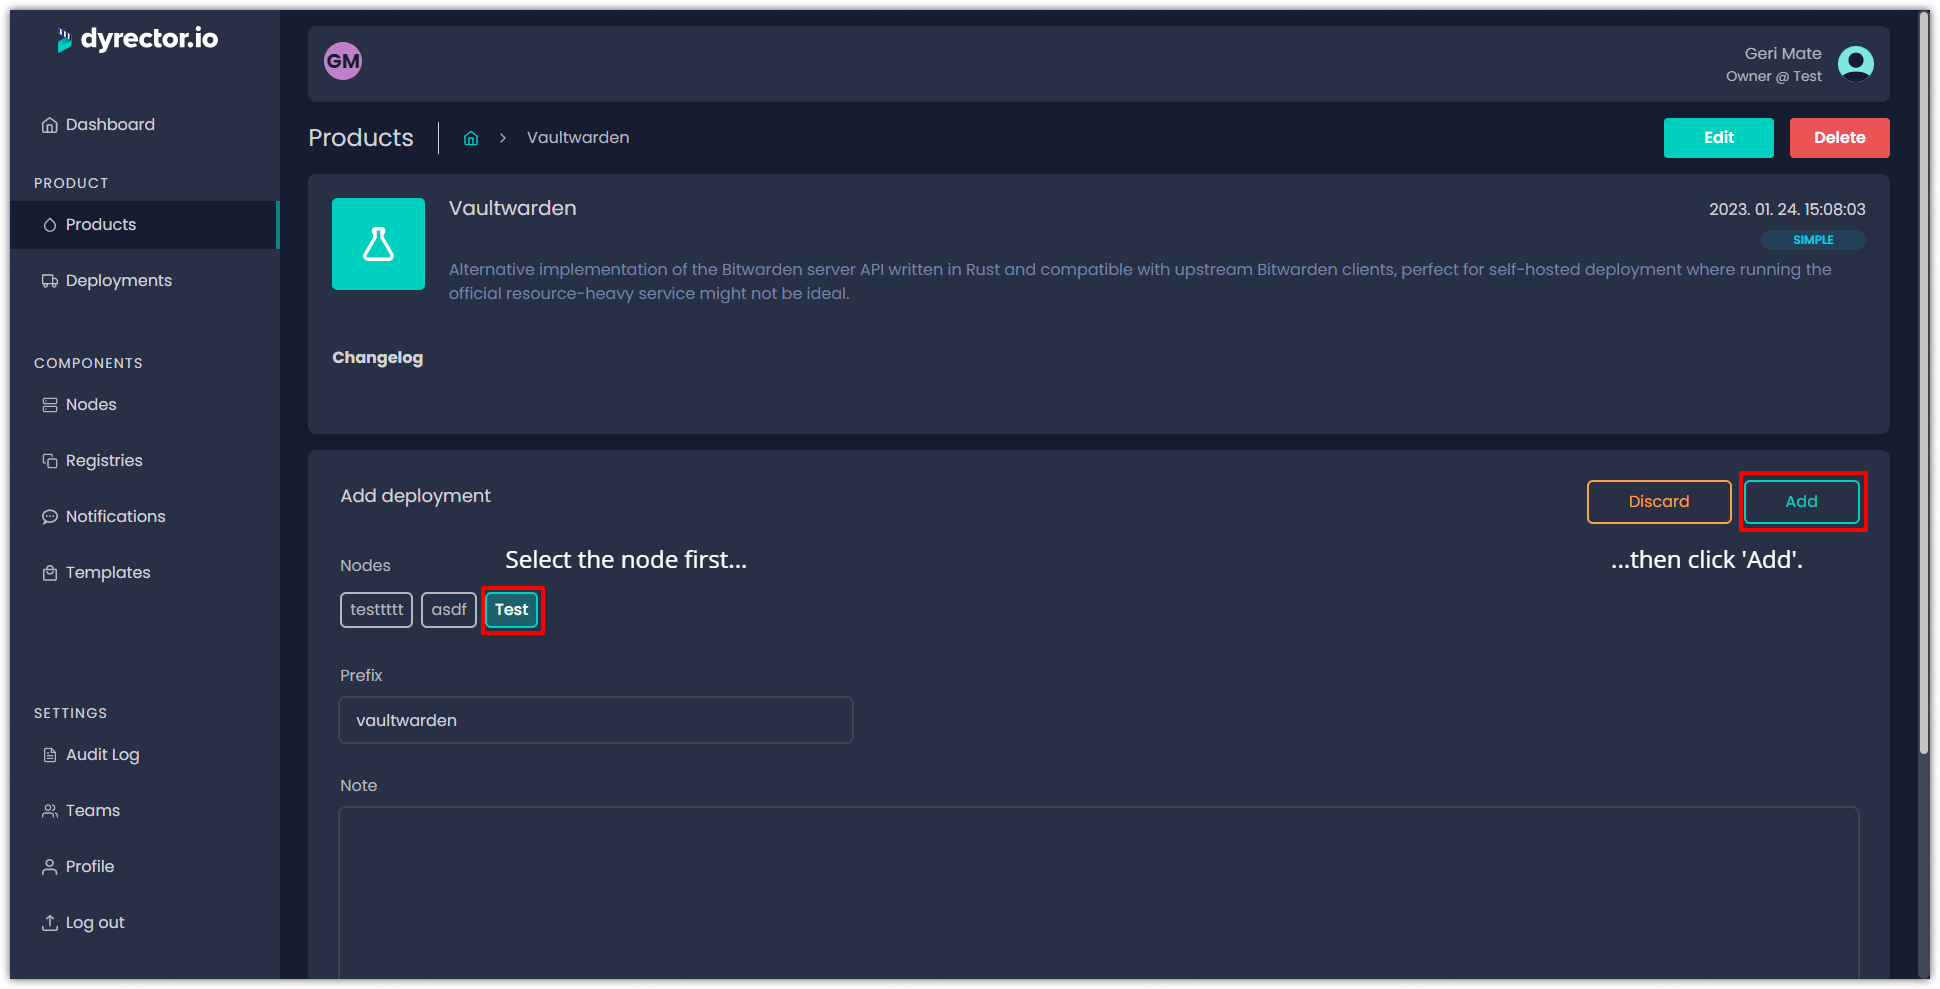 dyrector.io
Dashboard
PRODUCT
Products
Deployments
COMPONENTS
Nodes
Registries
Notifications
Templates
SETTINGS
Audit Log
Teams
Profile
Log out
GM
Geri Mate
Owner @ Test
Products
Vaultwarden
Edit
Delete
Vaultwarden
2023. 01. 24. 15:08:03
SIMPLE
Alternative implementation of the Bitwarden server API written in Rust and compatible with upstream Bitwarden clients, perfect for self-hosted deployment where running the
official resource-heavy service might not be ideal.
Changelog
Add deployment
Discard
Add
Select the node first...
...then click 'Add'.
Nodes
testtttt
asdf
Test
Prefix
vaultwarden
Note